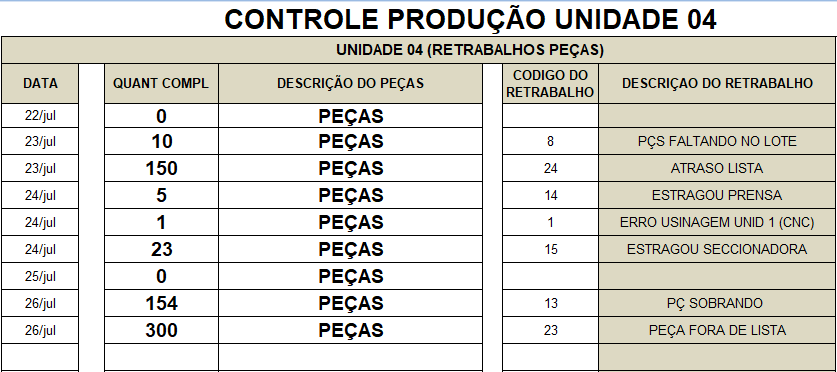 CONTROLE PRODUÇÃO UNIDADE 04
UNIDADE 04 (RETRABALHOS PEÇAS)
DATA QUANT COMPL DESCRIÇÃO DO PEÇAS CODIGO DO RETRABALHO DESCRIÇAO DO RETRABALHO
22/jul 0 PEÇAS
23/jul 10 PEÇAS 8 PÇS FALTANDO NO LOTE
23/jul 150 PEÇAS 24 ATRASO LISTA
24/jul 5 PEÇAS 14 ESTRAGOU PRENSA
24/jul 1 PEÇAS 1 ERRO USINAGEM UNID 1 (CNC)
24/jul 23 PEÇAS 15 ESTRAGOU SECCIONADORA
25/jul 0 PEÇAS
26/jul 154 PEÇAS 13 PÇ SOBRANDO
26/jul 300 PEÇAS 23 PEÇA FORA DE LISTA